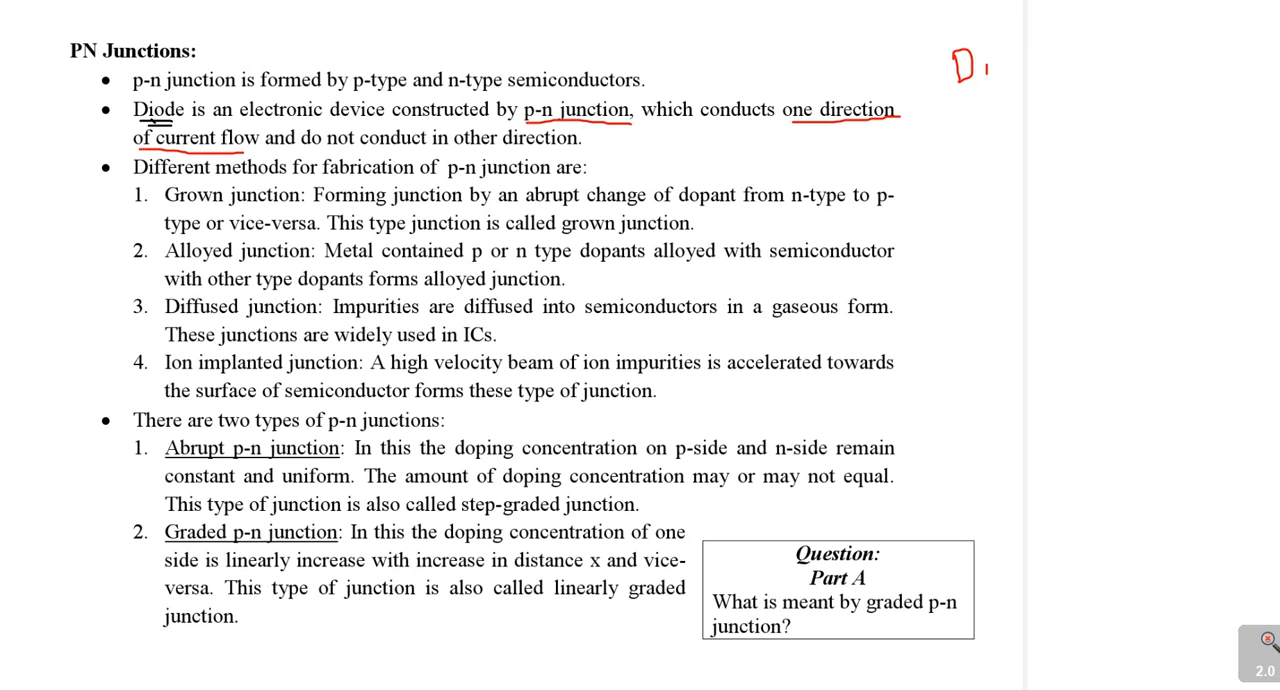 PN Junctions:
• p-n junction is formed by p-type and n-type semiconductors.
• Diode is an electronic device constructed by p-n junction, which conducts one direction
of current flow and do not conduct in other direction.
• Different methods for fabrication of p-n junction are:
1. Grown junction: Forming junction by an abrupt change of dopant from n-type to p-
type or vice-versa. This type junction is called grown junction.
2. Alloyed junction: Metal contained p or n type dopants alloyed with semiconductor
with other type dopants forms alloyed junction.
3. Diffused junction: Impurities are diffused into semiconductors in a gaseous form.
These junctions are widely used in ICs.
4. Ion implanted junction: A high velocity beam of ion impurities is accelerated towards
the surface of semiconductor forms these type of junction.
• There are two types of p-n junctions:
1. Abrupt p-n junction: In this the doping concentration on p-side and n-side remain
constant and uniform. The amount of doping concentration may or may not equal.
This type of junction is also called step-graded junction.
2. Graded p-n junction: In this the doping concentration of one
side is linearly increase with increase in distance x and vice-
versa. This type of junction is also called linearly graded
junction.
Question:
Part A
What is meant by graded p-n
junction?
Dı
2.0